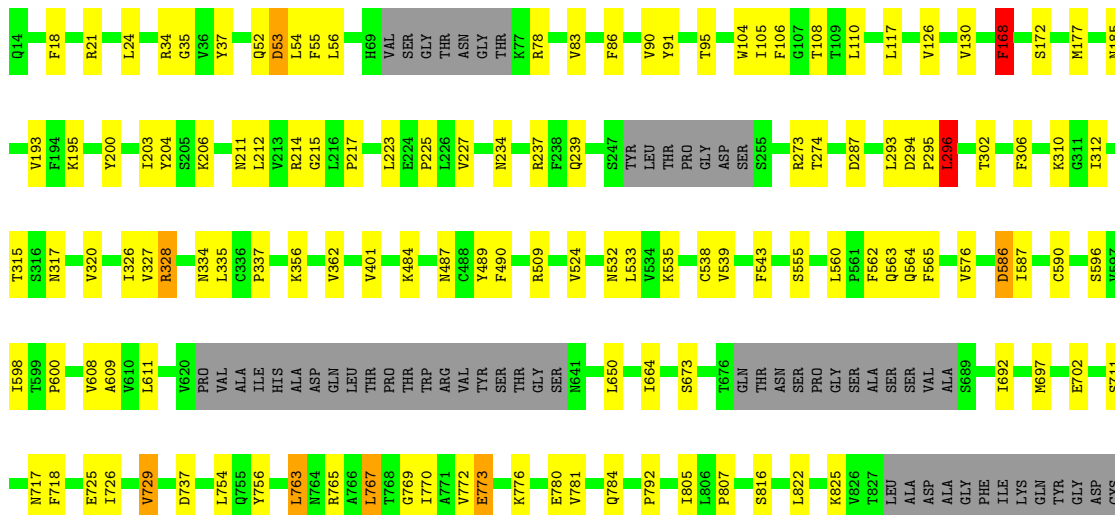 Q14 F18 R21 L24 R34 G35 V36 Y37 Q52 D53 L54 F55 L56 H69 VAL SER GLY THR ASN GLY THR K77 R78 V83 F86 V90 Y91 T95 W104 I105 F106 G107 T108 T109 L110 L117 V126 V130 F168 S172 M177 N185
V193 F194 K195 Y200 I203 Y204 S205 K206 N211 L212 V213 R214 G215 L216 P217 L223 E224 P225 L226 V227 N234 R237 F238 Q239 S247 TYR LEU THR PRO GLY ASP SER S255 R273 T274 D287 L293 D294 P295 L296 T302 F306 K310 G311 I312
T315 S316 N317 V320 I326 V327 R328 N334 L335 C336 P337 K356 V362 V401 K484 N487 C488 Y489 F490 R509 V524 N532 L533 V534 K535 C538 V539 F543 S555 L560 P561 F562 Q563 Q564 F565 V576 D586 I587 C590 S596 V597
I598 T599 P600 V608 A609 V610 L611 V620 PRO VAL ALA ILE HIS ALA ASP GLN LEU THR PRO THR TRP ARG VAL TYR SER THR GLY SER N641 L650 I664 S673 T676 GLN THR ASN SER PRO GLY SER ALA SER SER VAL ALA S689 I692 M697 E702 S711
N717 F718 E725 I726 V729 D737 L754 Q755 Y756 L763 N764 R765 A766 L767 T768 G769 I770 A771 V772 E773 K776 E780 V781 Q784 F792 I805 L806 P807 S816 L822 K825 V826 T827 LEU ALA ASP ALA GLY PHE ILE LYS GLN TYR GLY ASP CYS